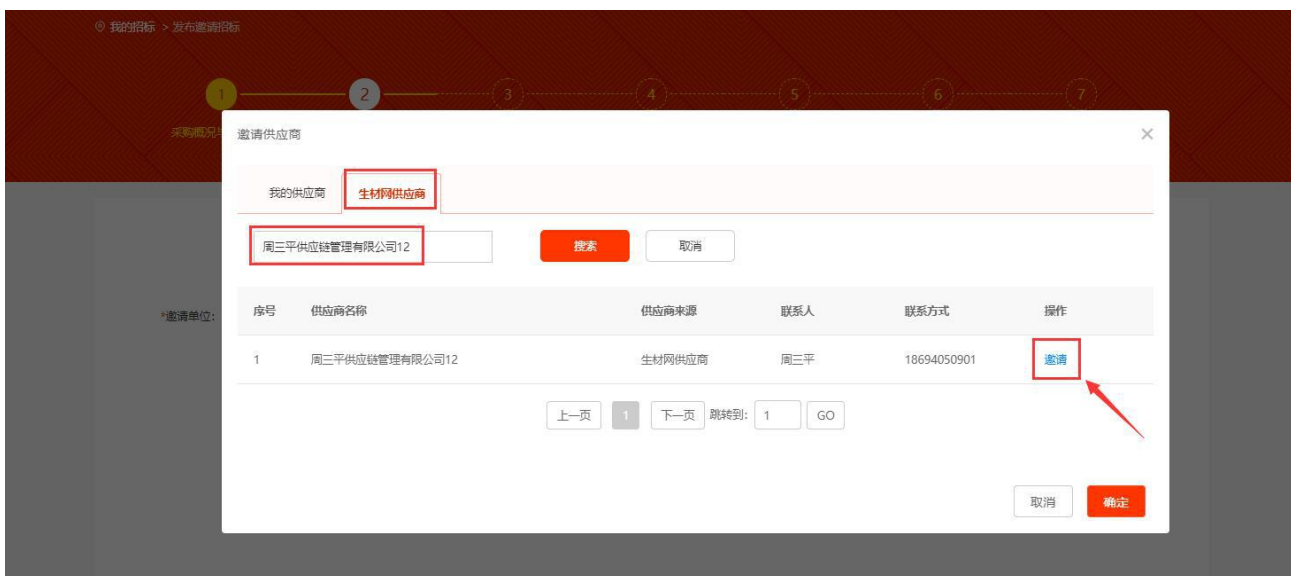 我的招标 > 发布邀请招标
1 2 3 4 5 6 7
采购概况与
邀请供应商
我的供应商 生材网供应商
周三平供应链管理有限公司12 搜索 取消
*邀请单位:
序号 供应商名称 供应商来源 联系人 联系方式 操作
1 周三平供应链管理有限公司12 生材网供应商 周三平 18694050901 邀请
上一页 1 下一页 跳转到: 1 GO
取消 确定